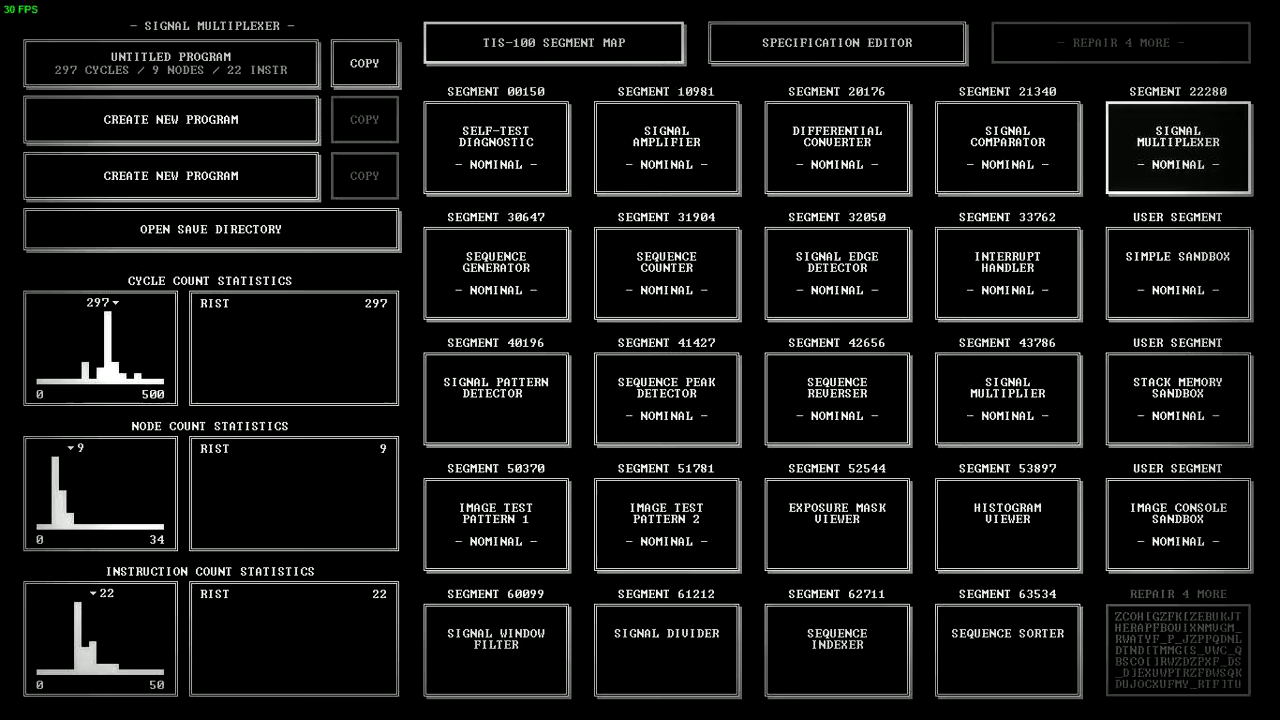 30 FPS
- SIGNAL MULTIPLEXER -
UNTITLED PROGRAM
297 CYCLES / 9 NODES / 22 INSTR
COPY
CREATE NEW PROGRAM
COPY
CREATE NEW PROGRAM
COPY
OPEN SAVE DIRECTORY
CYCLE COUNT STATISTICS
297
0 500
RIST 297
NODE COUNT STATISTICS
9
0 34
RIST 9
INSTRUCTION COUNT STATISTICS
22
0 50
RIST 22
TIS-100 SEGMENT MAP
SPECIFICATION EDITOR
- REPAIR 4 MORE -
SEGMENT 00150
SELF-TEST
DIAGNOSTIC
- NOMINAL -
SEGMENT 10981
SIGNAL
AMPLIFIER
- NOMINAL -
SEGMENT 20176
DIFFERENTIAL
CONVERTER
- NOMINAL -
SEGMENT 21340
SIGNAL
COMPARATOR
- NOMINAL -
SEGMENT 22280
SIGNAL
MULTIPLEXER
- NOMINAL -
SEGMENT 30647
SEQUENCE
GENERATOR
- NOMINAL -
SEGMENT 31904
SEQUENCE
COUNTER
- NOMINAL -
SEGMENT 32050
SIGNAL EDGE
DETECTOR
- NOMINAL -
SEGMENT 33762
INTERRUPT
HANDLER
- NOMINAL -
USER SEGMENT
SIMPLE SANDBOX
- NOMINAL -
SEGMENT 40196
SIGNAL PATTERN
DETECTOR
SEGMENT 41427
SEQUENCE PEAK
DETECTOR
- NOMINAL -
SEGMENT 42656
SEQUENCE
REVERSER
- NOMINAL -
SEGMENT 43786
SIGNAL
MULTIPLIER
- NOMINAL -
USER SEGMENT
STACK MEMORY
SANDBOX
- NOMINAL -
SEGMENT 50370
IMAGE TEST
PATTERN 1
- NOMINAL -
SEGMENT 51781
IMAGE TEST
PATTERN 2
- NOMINAL -
SEGMENT 52544
EXPOSURE MASK
VIEWER
SEGMENT 53897
HISTOGRAM
VIEWER
USER SEGMENT
IMAGE CONSOLE
SANDBOX
- NOMINAL -
SEGMENT 60099
SIGNAL WINDOW
FILTER
SEGMENT 61212
SIGNAL DIVIDER
SEGMENT 62711
SEQUENCE
INDEXER
SEGMENT 63534
SEQUENCE SORTER
REPAIR 4 MORE